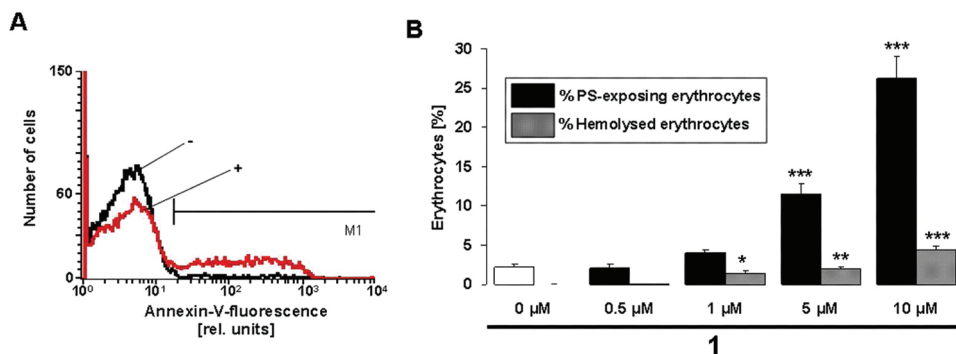 A
150
60
0
Number of cells
-
+
M1
10⁰ 10¹ 10² 10³ 10⁴
Annexin-V-fluorescence
[rel. units]
B
30
25
20
15
10
5
0
Erythrocytes [%]
% PS-exposing erythrocytes
% Hemolysed erythrocytes
*
***
**
***
***
0 µM 0.5 µM 1 µM 5 µM 10 µM
1